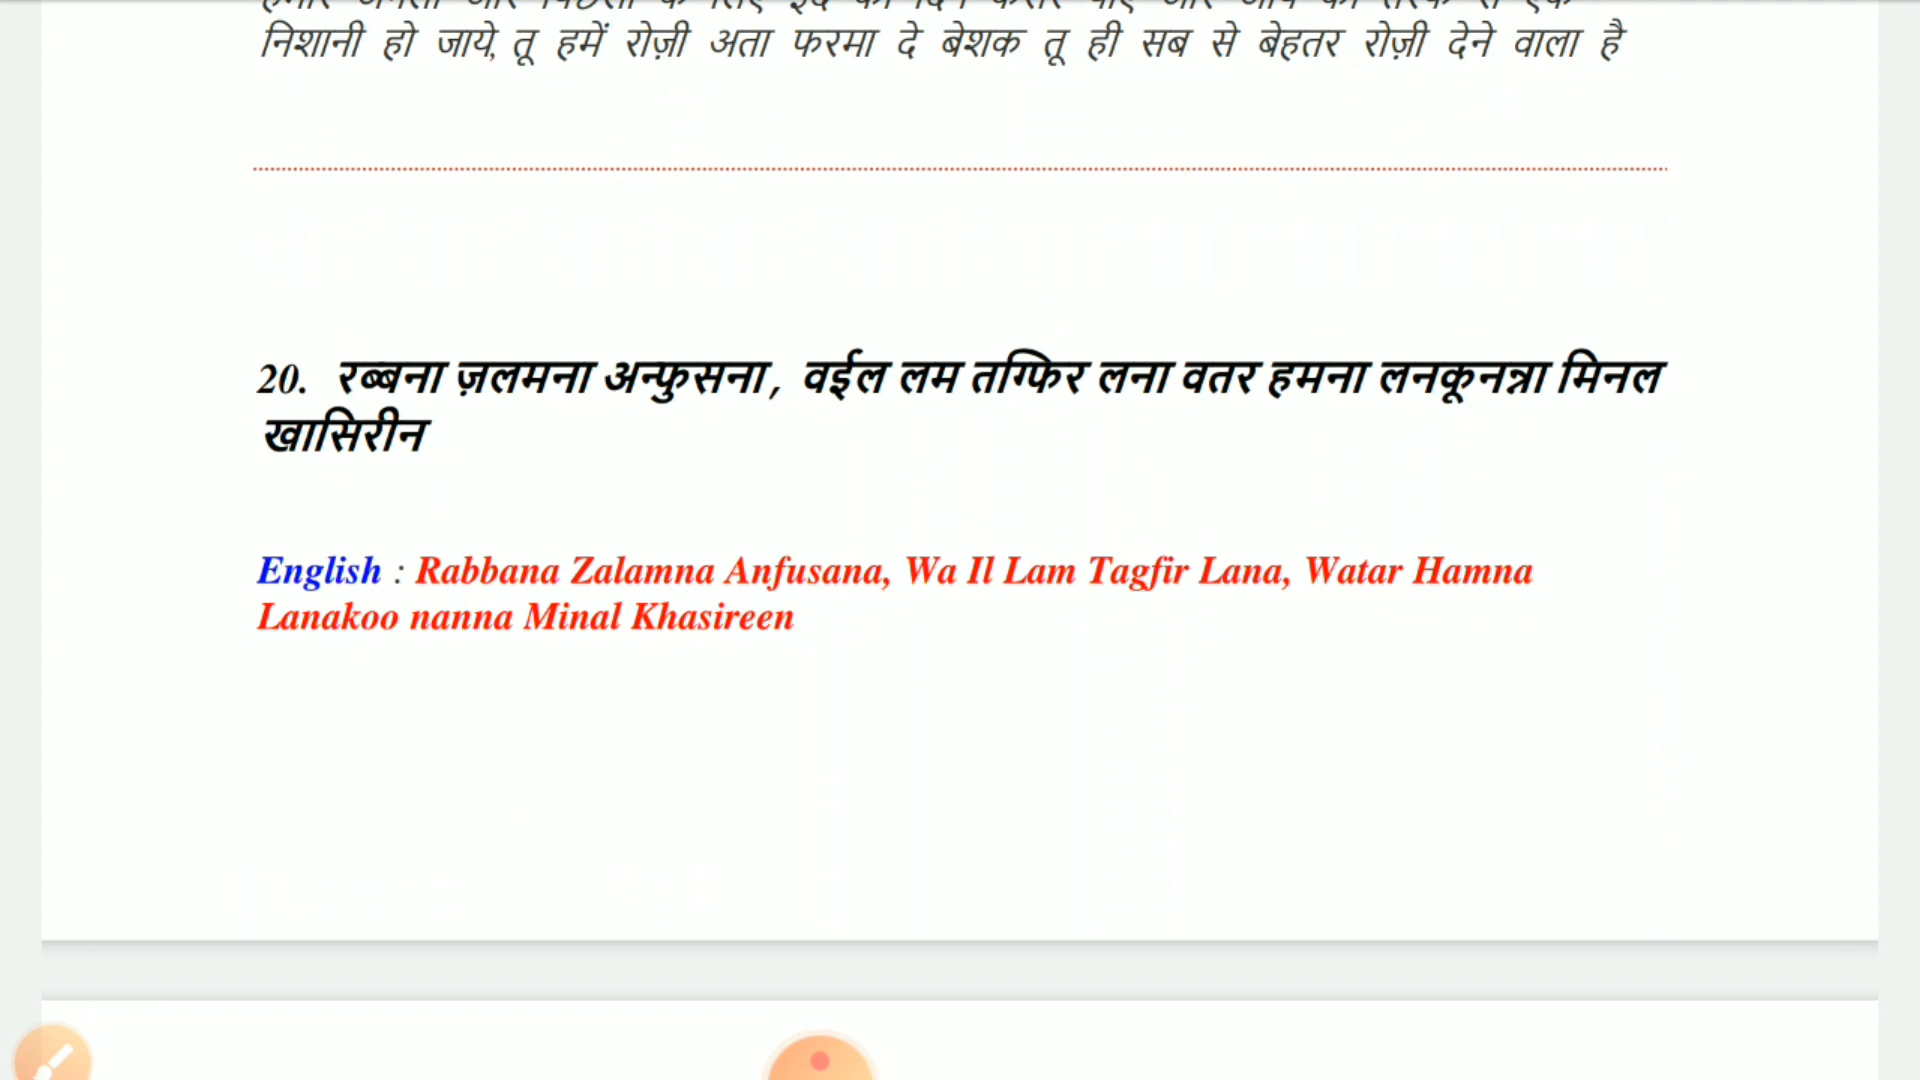 निशानी हो जाये, तू हमें रोज़ी अता फरमा दे बेशक तू ही सब से बेहतर रोज़ी देने वाला है
20. रब्बना ज़लमना अन्फुसना, वईल लम तग्फिर लना वतर हमना लनकूनन्ना मिनल
खासिरीन
English : Rabbana Zalamna Anfusana, Wa Il Lam Tagfir Lana, Watar Hamna
Lanakoo nanna Minal Khasireen